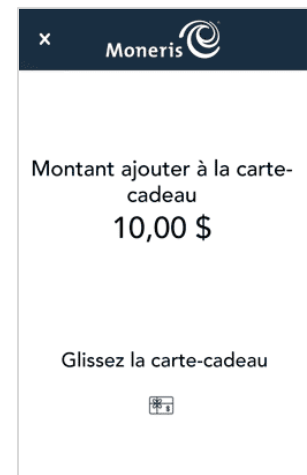 x
Moneris
Montant ajouter à la carte-
cadeau
10,00 $
Glissez la carte-cadeau